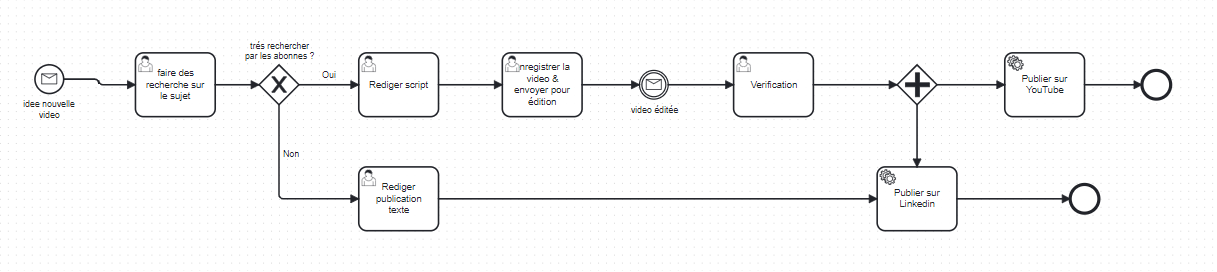 trés rechercher
par les abonnes ?
idee nouvelle
video
faire des
recherche sur
le sujet
Oui
Rediger script
nregistrer la
video &
envoyer pour
édition
video éditée
Verification
Publier sur
YouTube
Non
Rediger
publication
texte
Publier sur
Linkedin